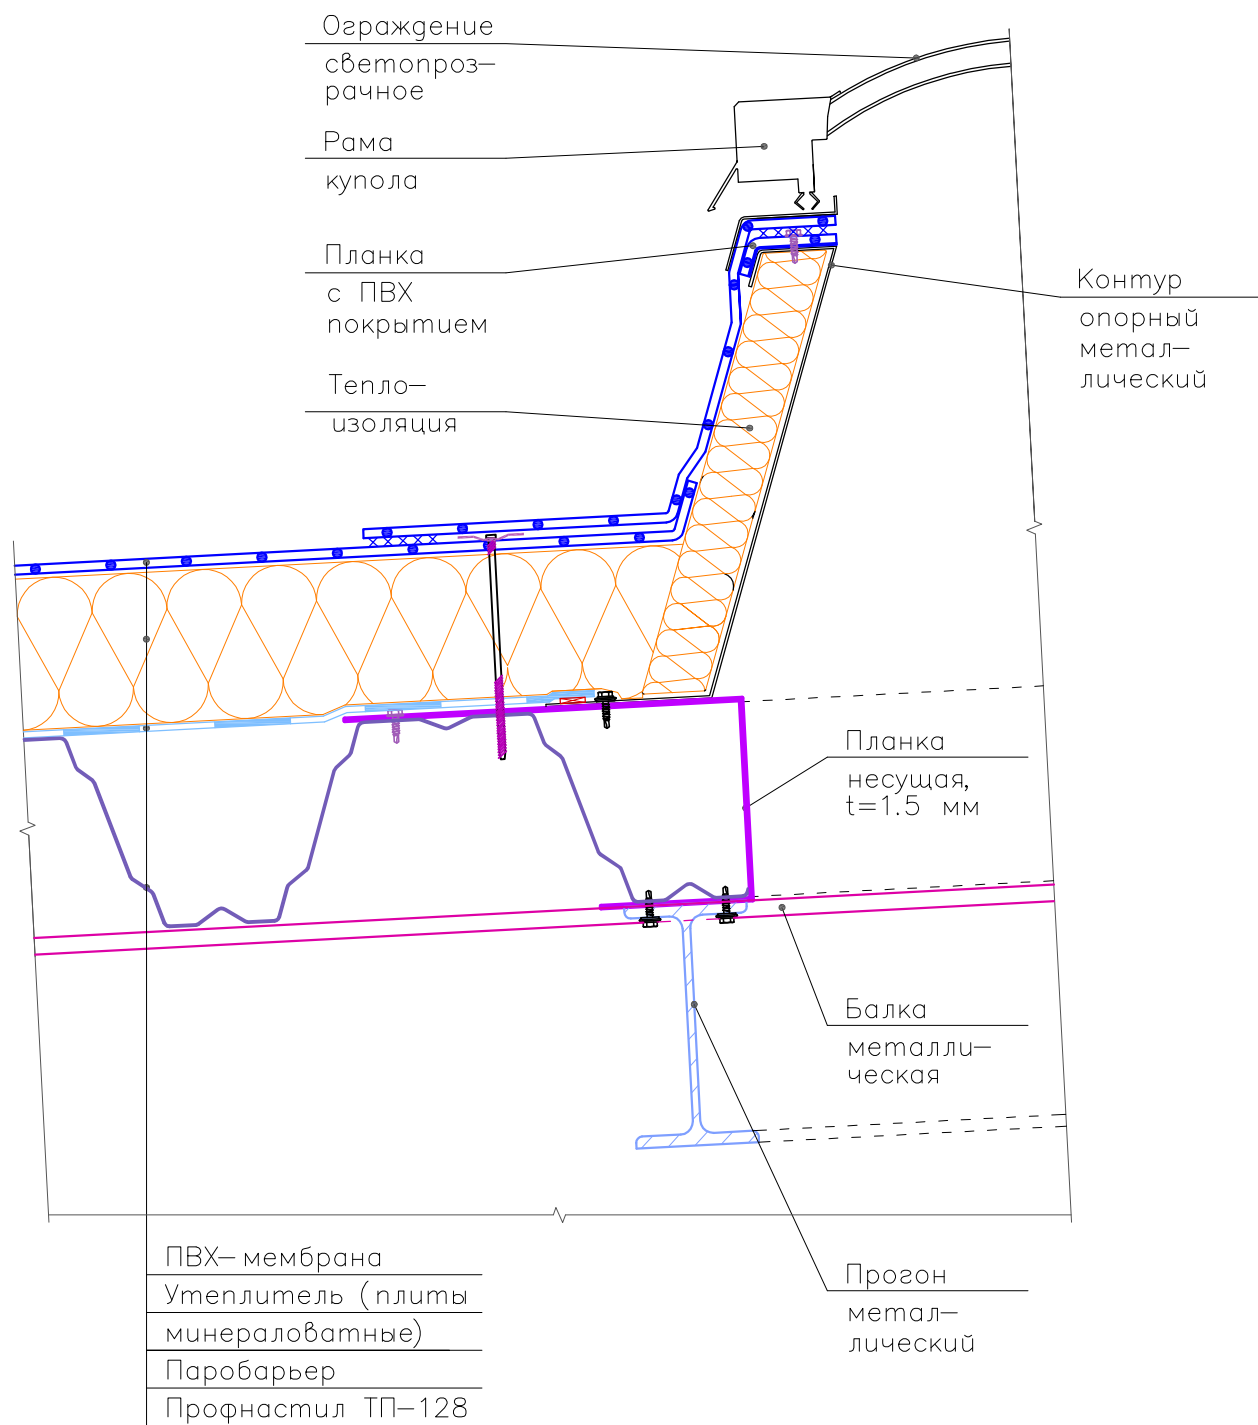 Ограждение
светопроз-
рачное
Рама
купола
Планка
с ПВХ
покрытием
Тепло-
изоляция
Контур
опорный
метал-
лический
Планка
несущая,
t=1.5 мм
Балка
металли-
ческая
Прогон
метал-
лический
ПВХ-мембрана
Утеплитель (плиты
минераловатные)
Паробарьер
Профнастил ТП-128